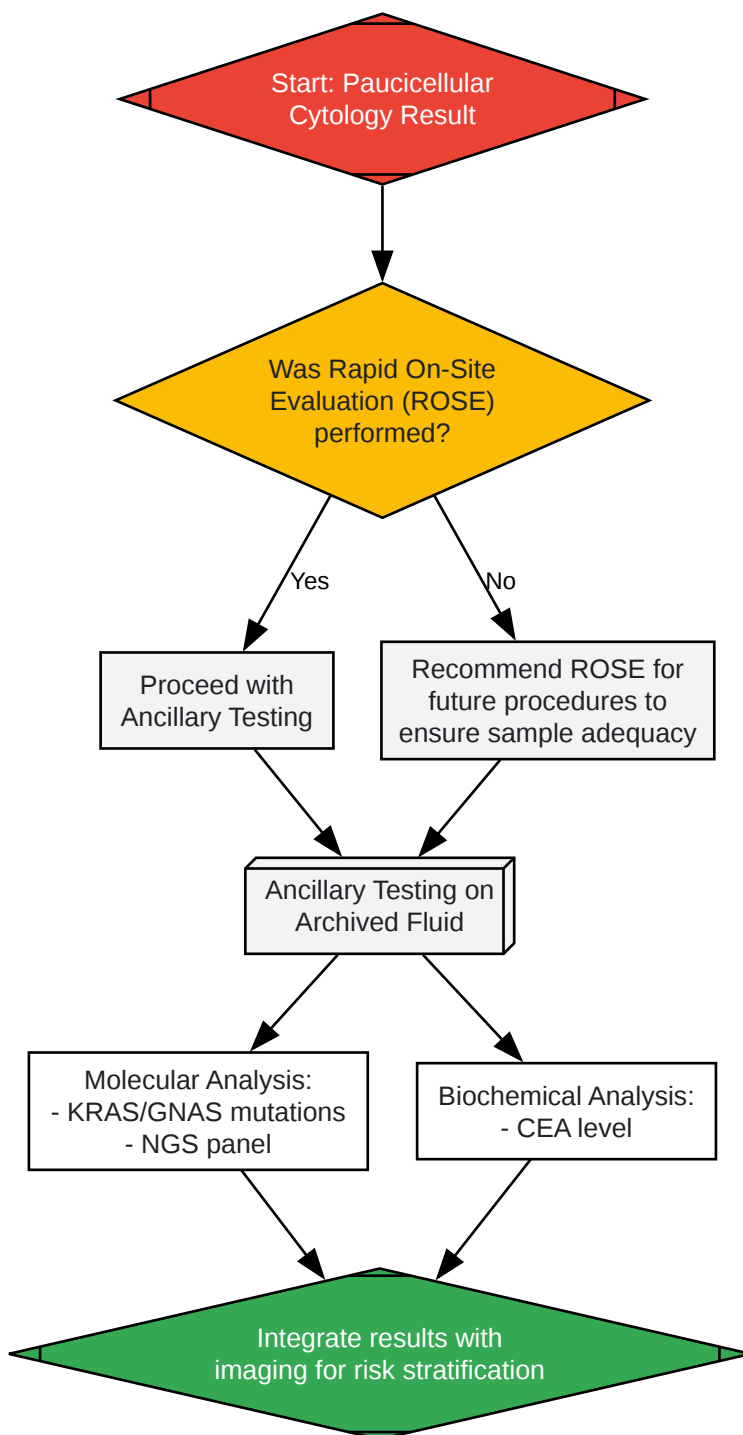 Start: Paucicellular
Cytology Result
Was Rapid On-Site
Evaluation (ROSE)
performed?
Yes
No
Proceed with
Ancillary Testing
Recommend ROSE for
future procedures to
ensure sample adequacy
Ancillary Testing on
Archived Fluid
Molecular Analysis:
- KRAS/GNAS mutations
- NGS panel
Biochemical Analysis:
- CEA level
Integrate results with
imaging for risk stratification